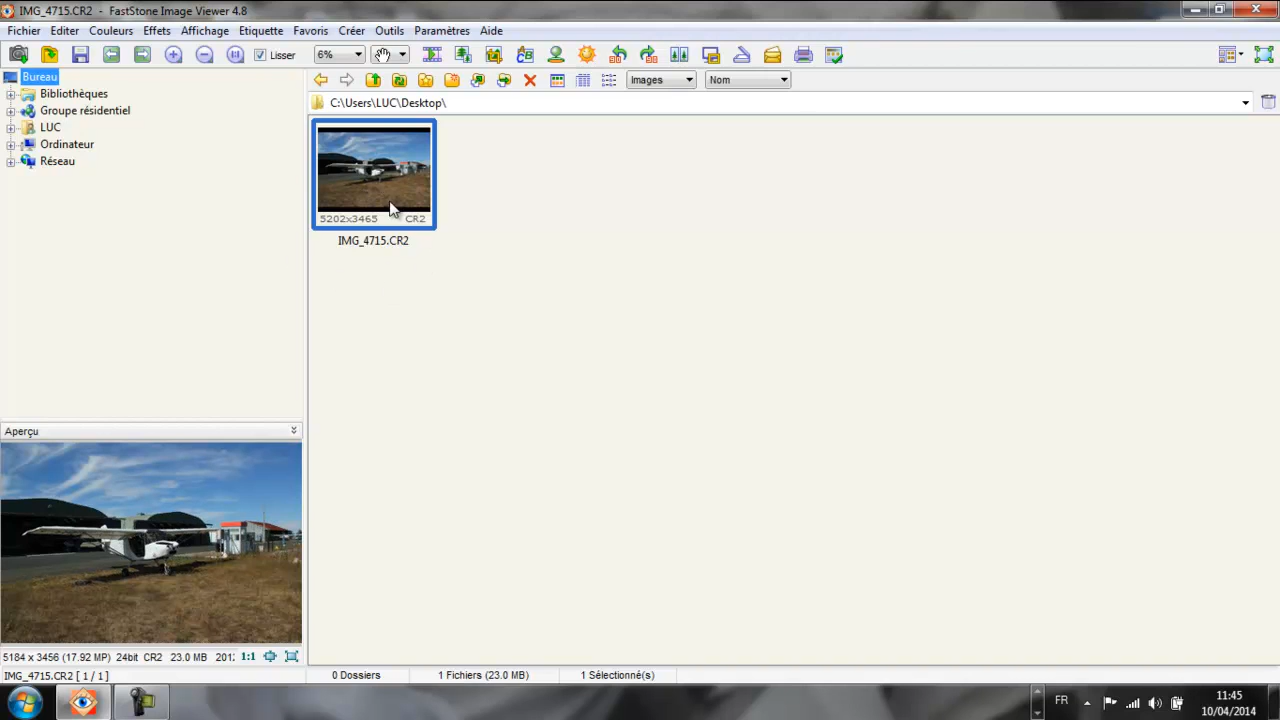 IMG_4715.CR2 - FastStone Image Viewer 4.8
Fichier Editer Couleurs Effets Affichage Etiquette Favoris Créer Outils Paramètres Aide
Lisser 6%
Bureau
Images Nom
Bibliothèques
C:\Users\LUC\Desktop\
Groupe résidentiel
LUC
Ordinateur
Réseau
5202x3465 CR2
IMG_4715.CR2
Aperçu
5184 x 3456 (17.92 MP) 24bit CR2 23.0 MB 201 1:1
IMG_4715.CR2 [ 1 / 1 ]
0 Dossiers
1 Fichiers (23.0 MB)
1 Sélectionné(s)
FR
11:45
10/04/2014